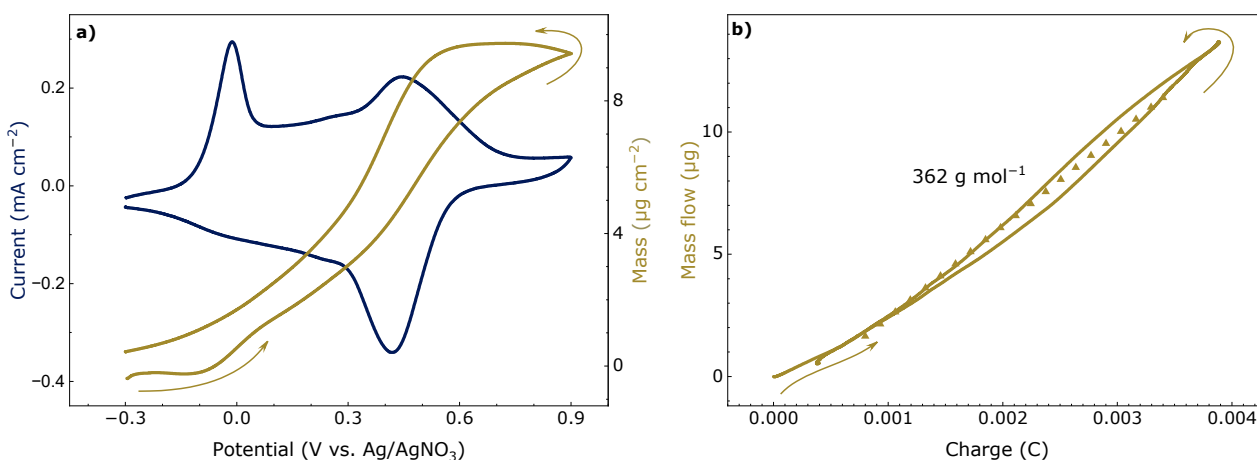 a)
Current (mA cm−2)
0.2
0.0
−0.2
−0.4
−0.3
0.0
0.3
0.6
0.9
Potential (V vs. Ag/AgNO3)
8
4
0
Mass (µg cm−2)
b)
Mass flow (µg)
10
5
0
362 g mol−1
0.000
0.001
0.002
0.003
0.004
Charge (C)